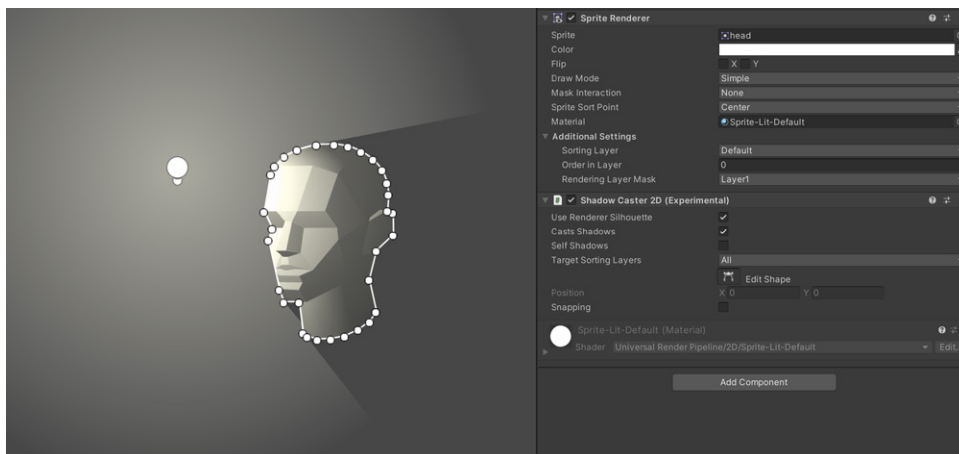 Sprite Renderer
Sprite head
Color
Flip X Y
Draw Mode Simple
Mask Interaction None
Sprite Sort Point Center
Material Sprite-Lit-Default
Additional Settings
Sorting Layer Default
Order in Layer 0
Rendering Layer Mask Layer1
Shadow Caster 2D (Experimental)
Use Renderer Silhouette
Casts Shadows
Self Shadows
Target Sorting Layers All
Edit Shape
Position X 0 Y 0
Snapping
Sprite-Lit-Default (Material)
Shader Universal Render Pipeline/2D/Sprite-Lit-Default Edit..
Add Component